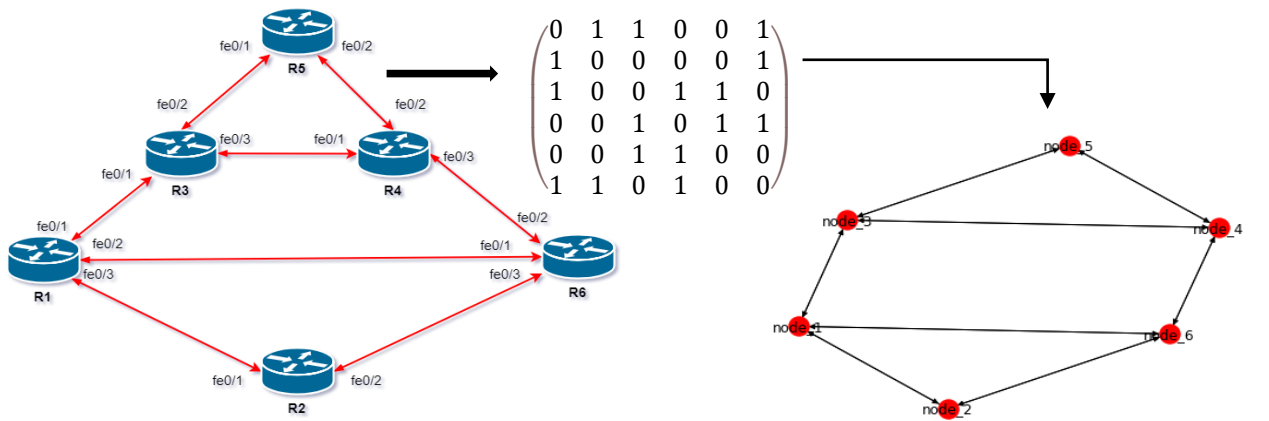 fe0/1
fe0/2
R5
fe0/2
fe0/2
fe0/3
fe0/1
fe0/3
R3
R4
fe0/1
fe0/2
fe0/1
fe0/2
fe0/1
fe0/3
fe0/3
R1
R6
fe0/1
fe0/2
R2
0 1 1 0 0 1
1 0 0 0 0 1
1 0 0 1 1 0
0 0 1 0 1 1
0 0 1 1 0 0
1 1 0 1 0 0
node_5
node_3
node_4
node_1
node_6
node_2